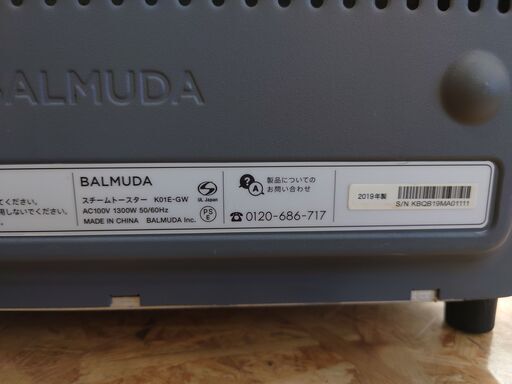 BALMUDA
てください。
用しないでください。
BALMUDA
スチームトースター K01E-GW
AC100V 1300W 50/60Hz
MADE IN CHINA BALMUDA Inc.
UL Japan
PS
E
? A
製品についての
お問い合わせ
☎0120-686-717
2019年製
S/N KBQB19MA01111